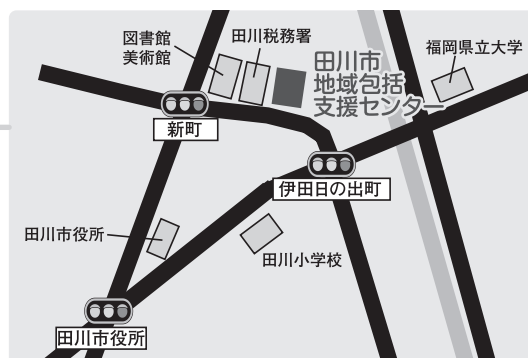 図書館
美術館
田川税務署
田川市
地域包括
支援センター
福岡県立大学
新町
伊田日の出町
田川市役所
田川小学校
田川市役所